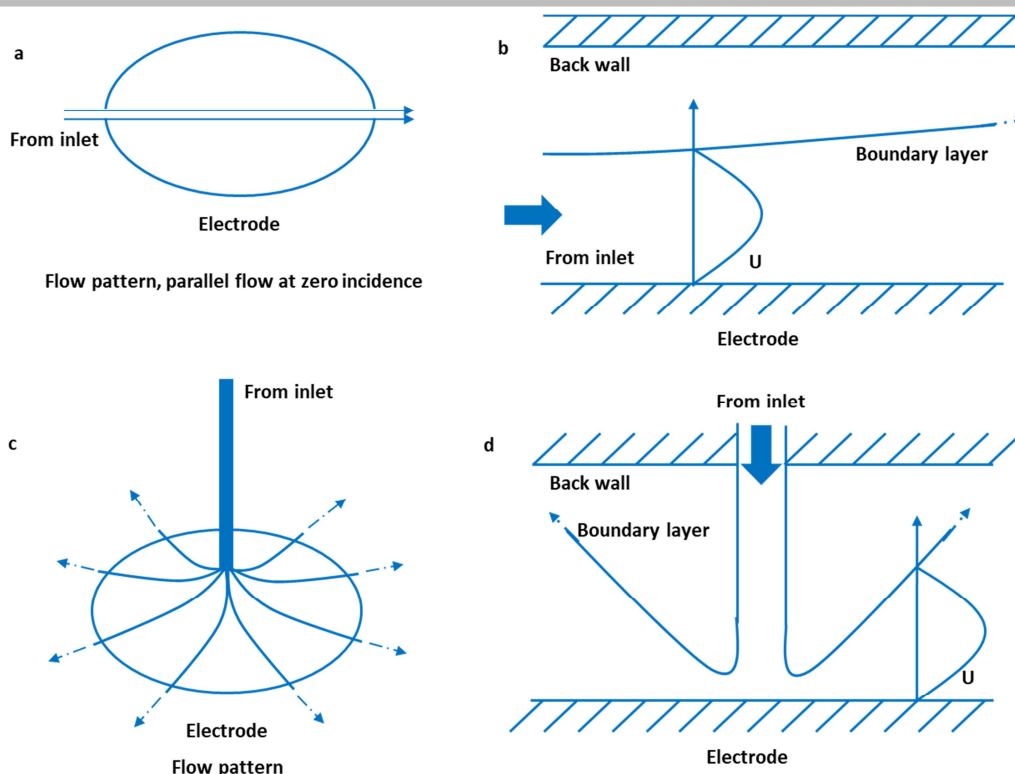 a
From inlet
Electrode
Flow pattern, parallel flow at zero incidence
b
Back wall
Boundary layer
From inlet
U
Electrode
c
From inlet
Electrode
Flow pattern
d
From inlet
Back wall
Boundary layer
U
Electrode